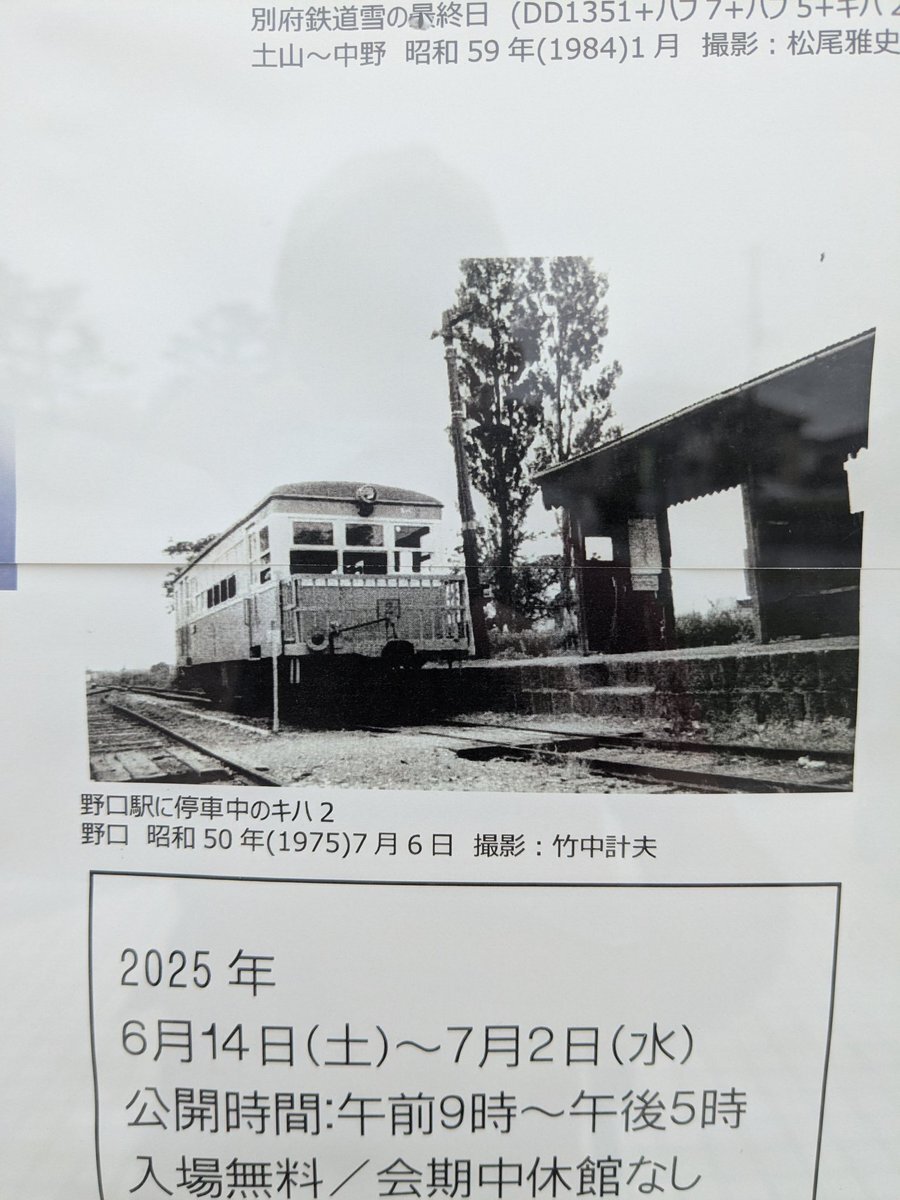 別府鉄道雪の最終日 (DD1351+ハフ7+ハフ5+キハ2
土山～中野 昭和59年(1984)1月 撮影：松尾雅史
野口駅に停車中のキハ2
野口 昭和50年(1975)7月6日 撮影：竹中計夫
2025年
6月14日(土)～7月2日(水)
公開時間:午前9時～午後5時
入場無料／会期中休館なし